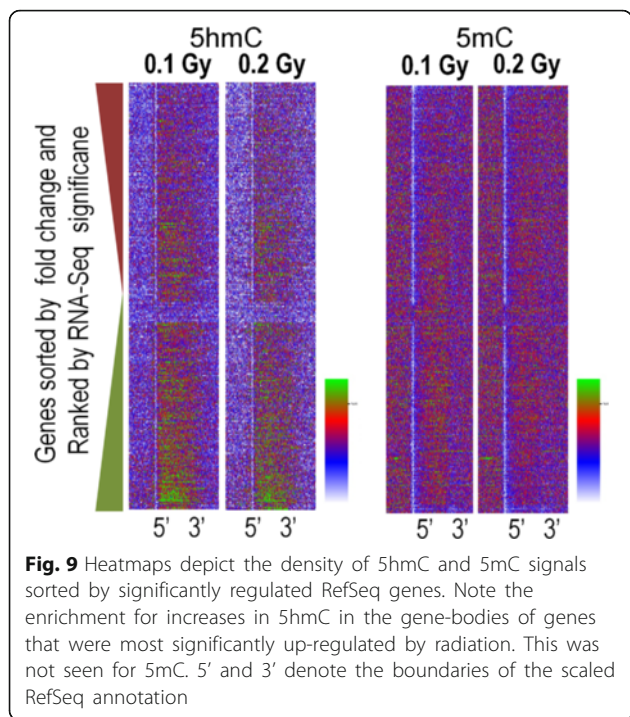 5hmC
5mC
0.1 Gy 0.2 Gy
0.1 Gy 0.2 Gy
Genes sorted by fold change and
Ranked by RNA-Seq significane
5' 3' 5' 3'
5' 3' 5' 3'
Fig. 9 Heatmaps depict the density of 5hmC and 5mC signals
sorted by significantly regulated RefSeq genes. Note the
enrichment for increases in 5hmC in the gene-bodies of genes
that were most significantly up-regulated by radiation. This was
not seen for 5mC. 5’ and 3’ denote the boundaries of the scaled
RefSeq annotation